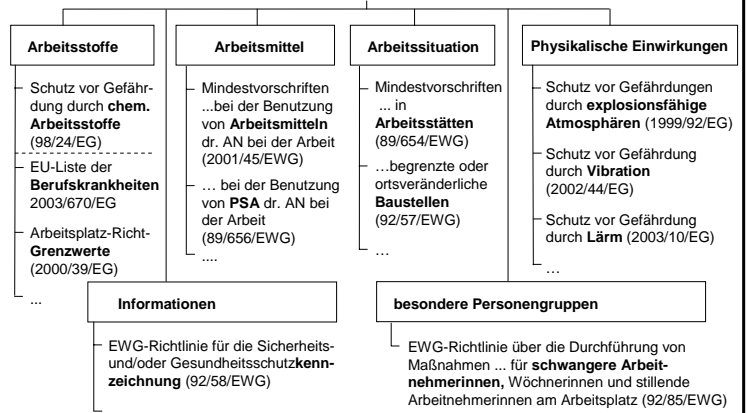 Arbeitsstoffe
Schutz vor Gefähr-
dung durch chem.
Arbeitsstoffe
(98/24/EG)
EU-Liste der
Berufskrankheiten
2003/670/EG
Arbeitsplatz-Richt-
Grenzwerte
(2000/39/EG)
...
Arbeitsmittel
Mindestvorschriften
...bei der Benutzung
von Arbeitsmitteln
dr. AN bei der Arbeit
(2001/45/EWG)
… bei der Benutzung
von PSA dr. AN bei
der Arbeit
(89/656/EWG)
....
Arbeitssituation
Mindestvorschriften
... in
Arbeitsstätten
(89/654/EWG)
…begrenzte oder
ortsveränderliche
Baustellen
(92/57/EWG)
…
Physikalische Einwirkungen
Schutz vor Gefährdungen
durch explosionsfähige
Atmosphären (1999/92/EG)
Schutz vor Gefährdung
durch Vibration
(2002/44/EG)
Schutz vor Gefährdung
durch Lärm (2003/10/EG)
…
Informationen
EWG-Richtlinie für die Sicherheits-
und/oder Gesundheitsschutzkenn-
zeichnung (92/58/EWG)
besondere Personengruppen
EWG-Richtlinie über die Durchführung von
Maßnahmen ... für schwangere Arbeit-
nehmerinnen, Wöchnerinnen und stillende
Arbeitnehmerinnen am Arbeitsplatz (92/85/EWG)